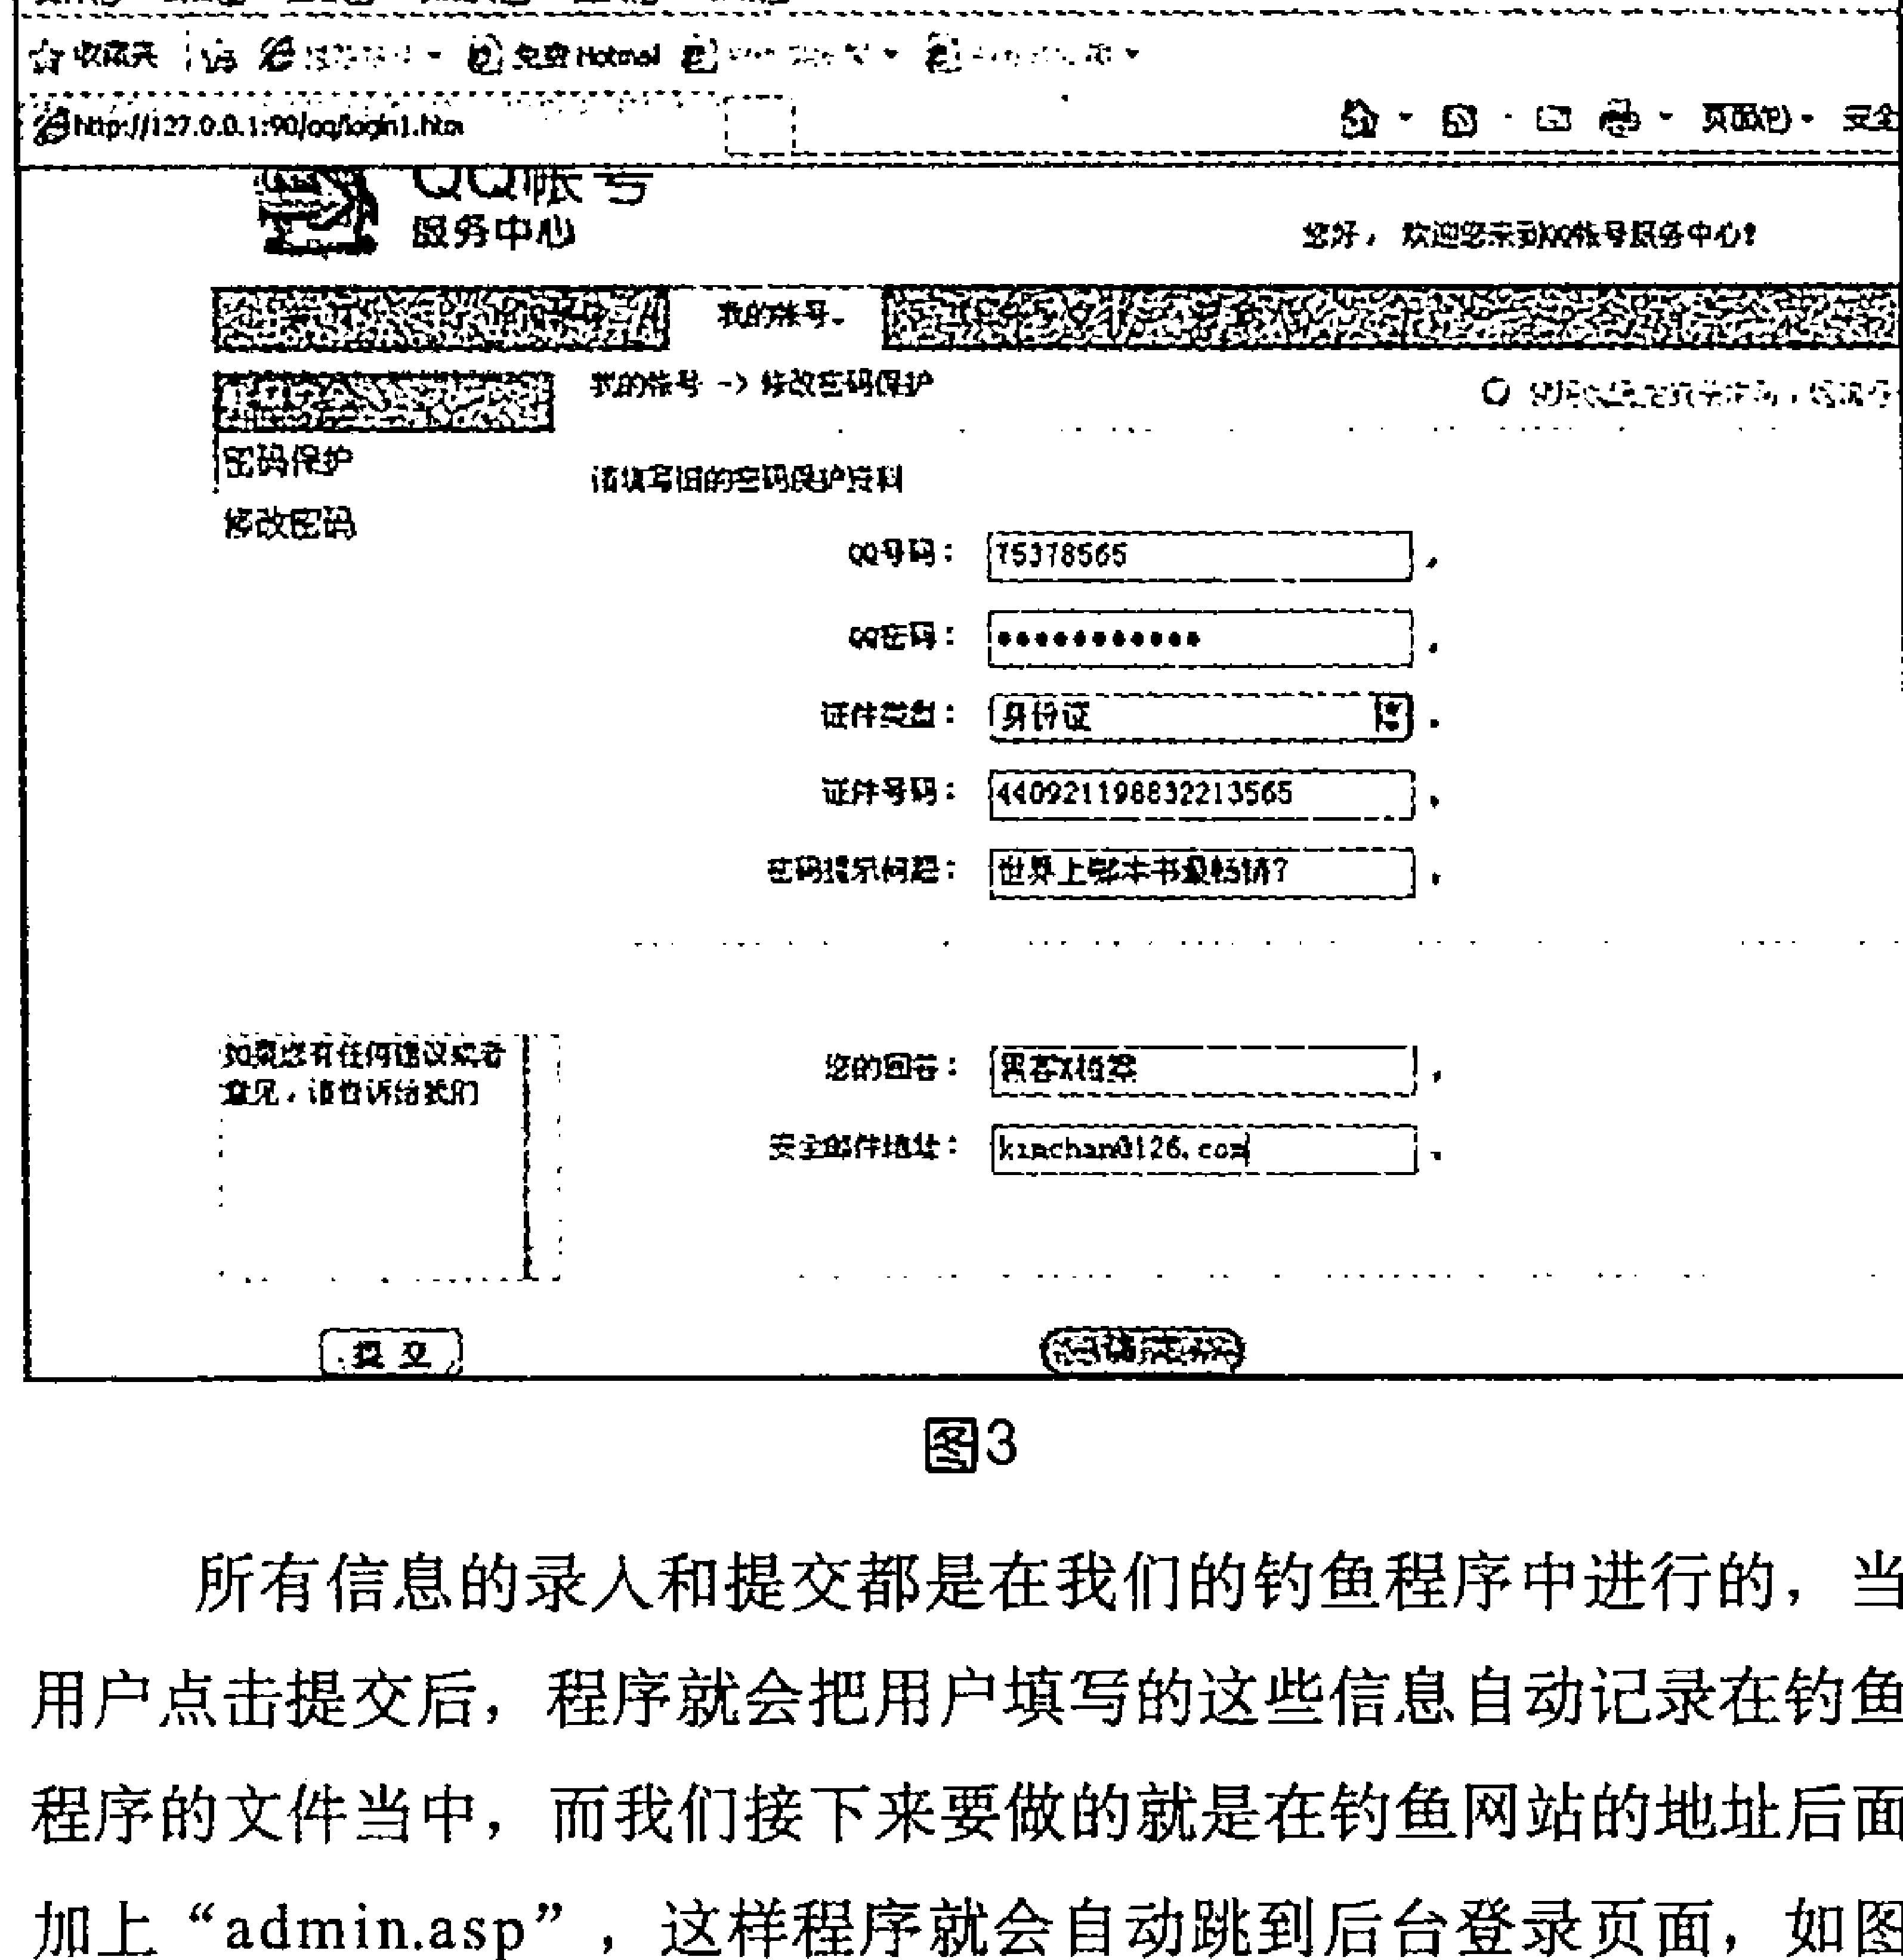 收藏夹 免费 Hotmail
http://127.0.0.1:90/qq/login1.htm 页面(P) 安全
QQ帐号
服务中心
您好，欢迎您来到QQ帐号服务中心！
我的帐号
我的帐号 -> 修改密码保护
密码保护
请填写旧的密码保护资料
修改密码
QQ号码： 75378565
QQ密码： •••••••••••
证件类型： 身份证
证件号码： 440921198832213565
密码提示问题： 世界上哪本书最畅销?
如果您有任何建议或者
意见，请告诉给我们
您的回答： 黑客X档案
安全邮件地址： kimchan@126.com
提 交
图3
所有信息的录入和提交都是在我们的钓鱼程序中进行的，当
用户点击提交后，程序就会把用户填写的这些信息自动记录在钓鱼
程序的文件当中，而我们接下来要做的就是在钓鱼网站的地址后面
加上“admin.asp”，这样程序就会自动跳到后台登录页面，如图